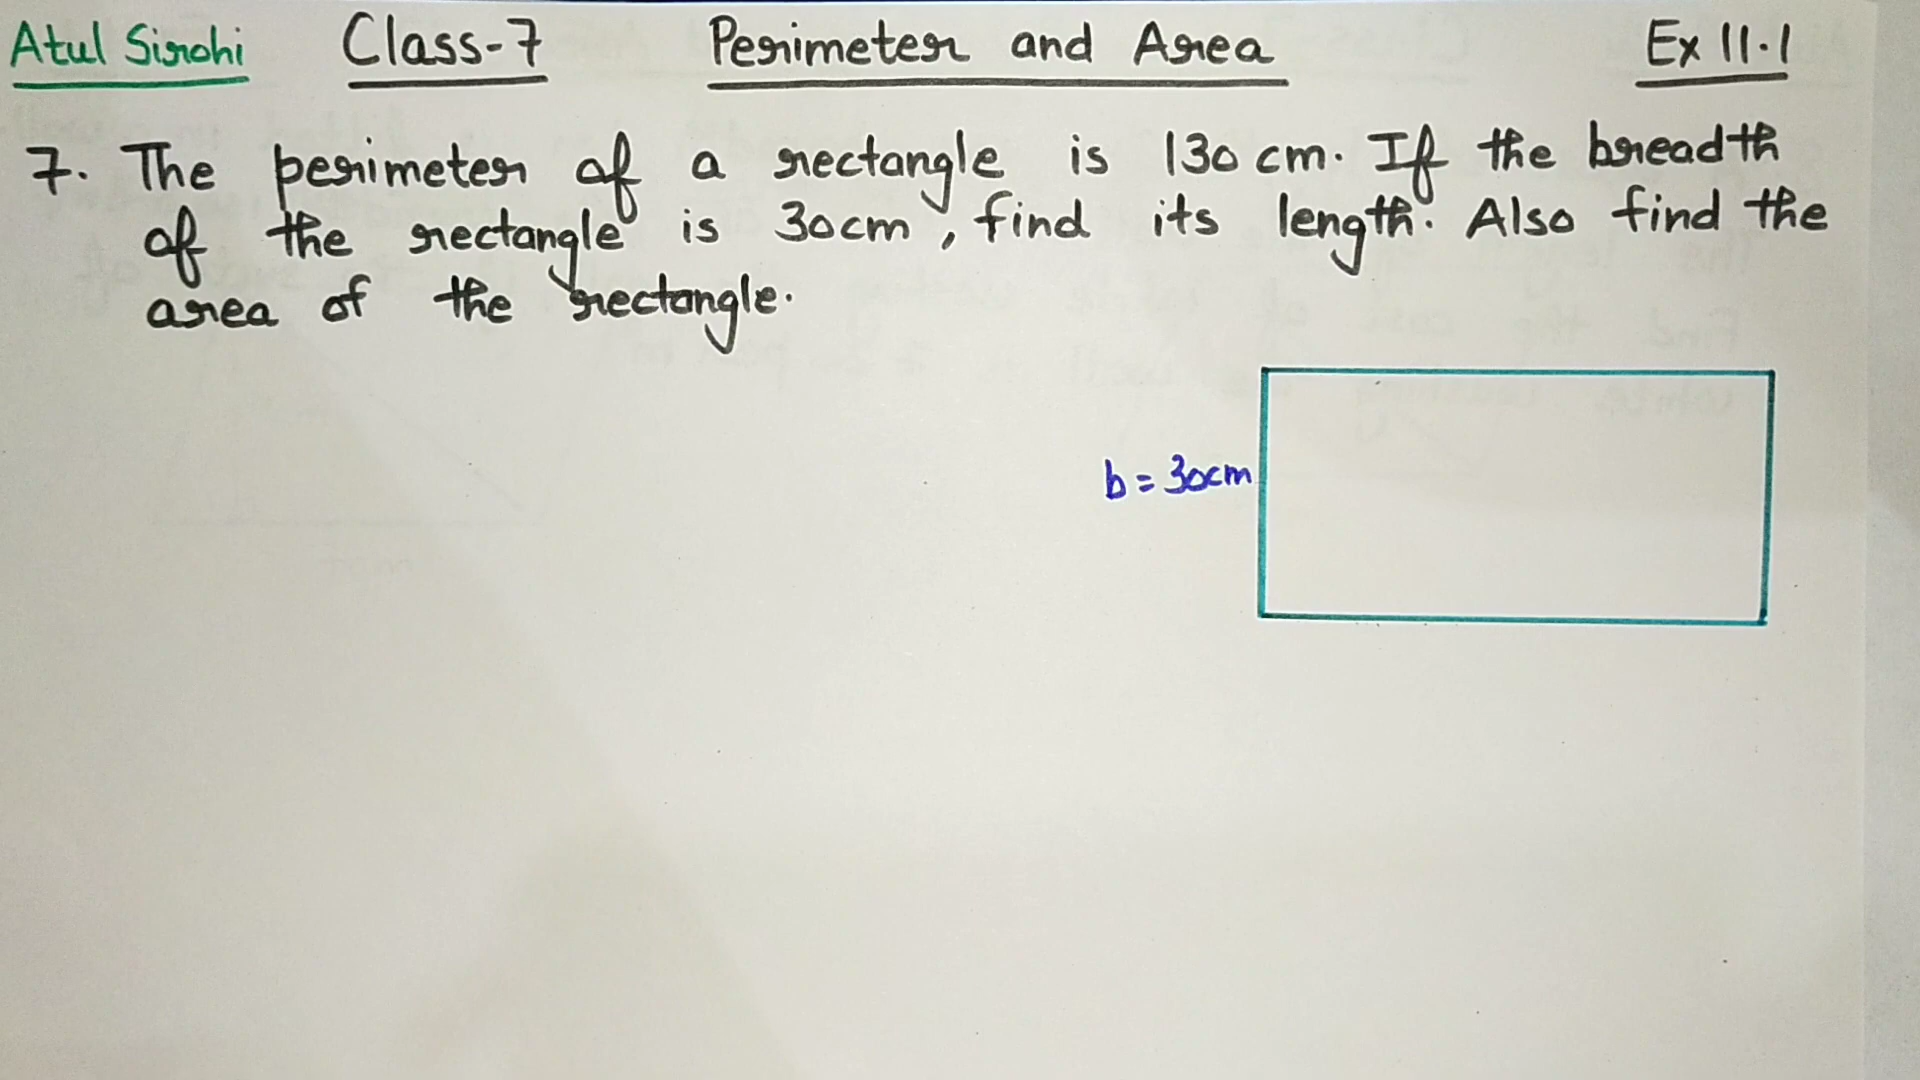 Atul Sirohi Class-7 Perimeter and Area Ex 11.1
7. The perimeter of a rectangle is 130 cm. If the breadth
of the rectangle is 30cm, find its length. Also find the
area of the rectangle.
b = 30cm